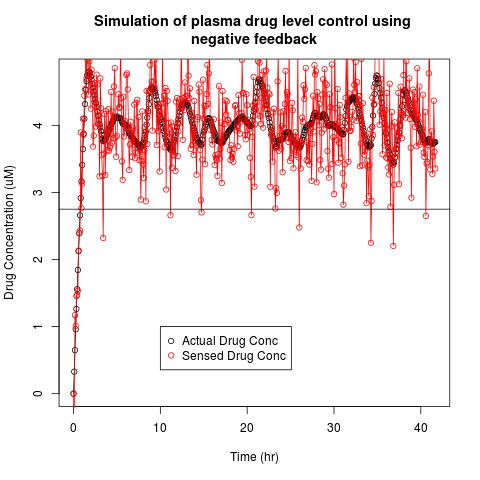 Simulation of plasma drug level control using
negative feedback
Drug Concentration (uM)
4
3
2
1
0
Actual Drug Conc
Sensed Drug Conc
0 10 20 30 40
Time (hr)